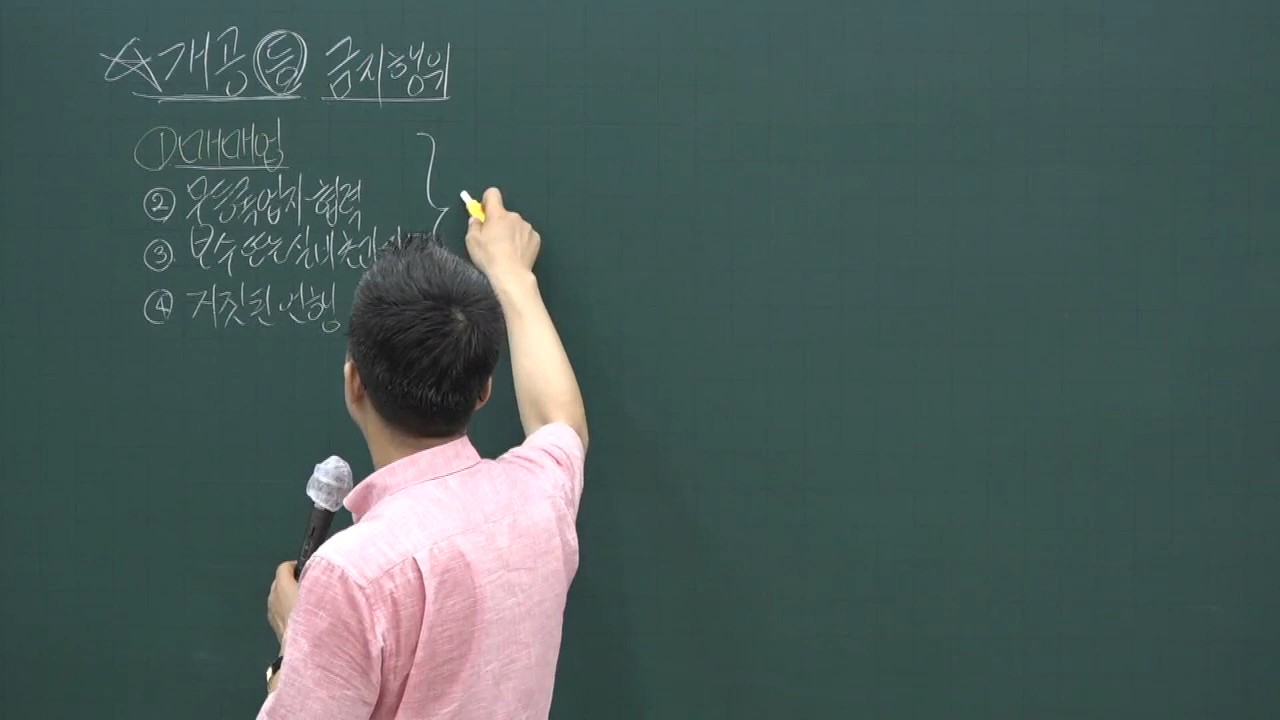 ☆개공등 금지행위
① 매매업
② 무등록업자 협력
③ 보수 또는 실비 초과
④ 거짓된 언행